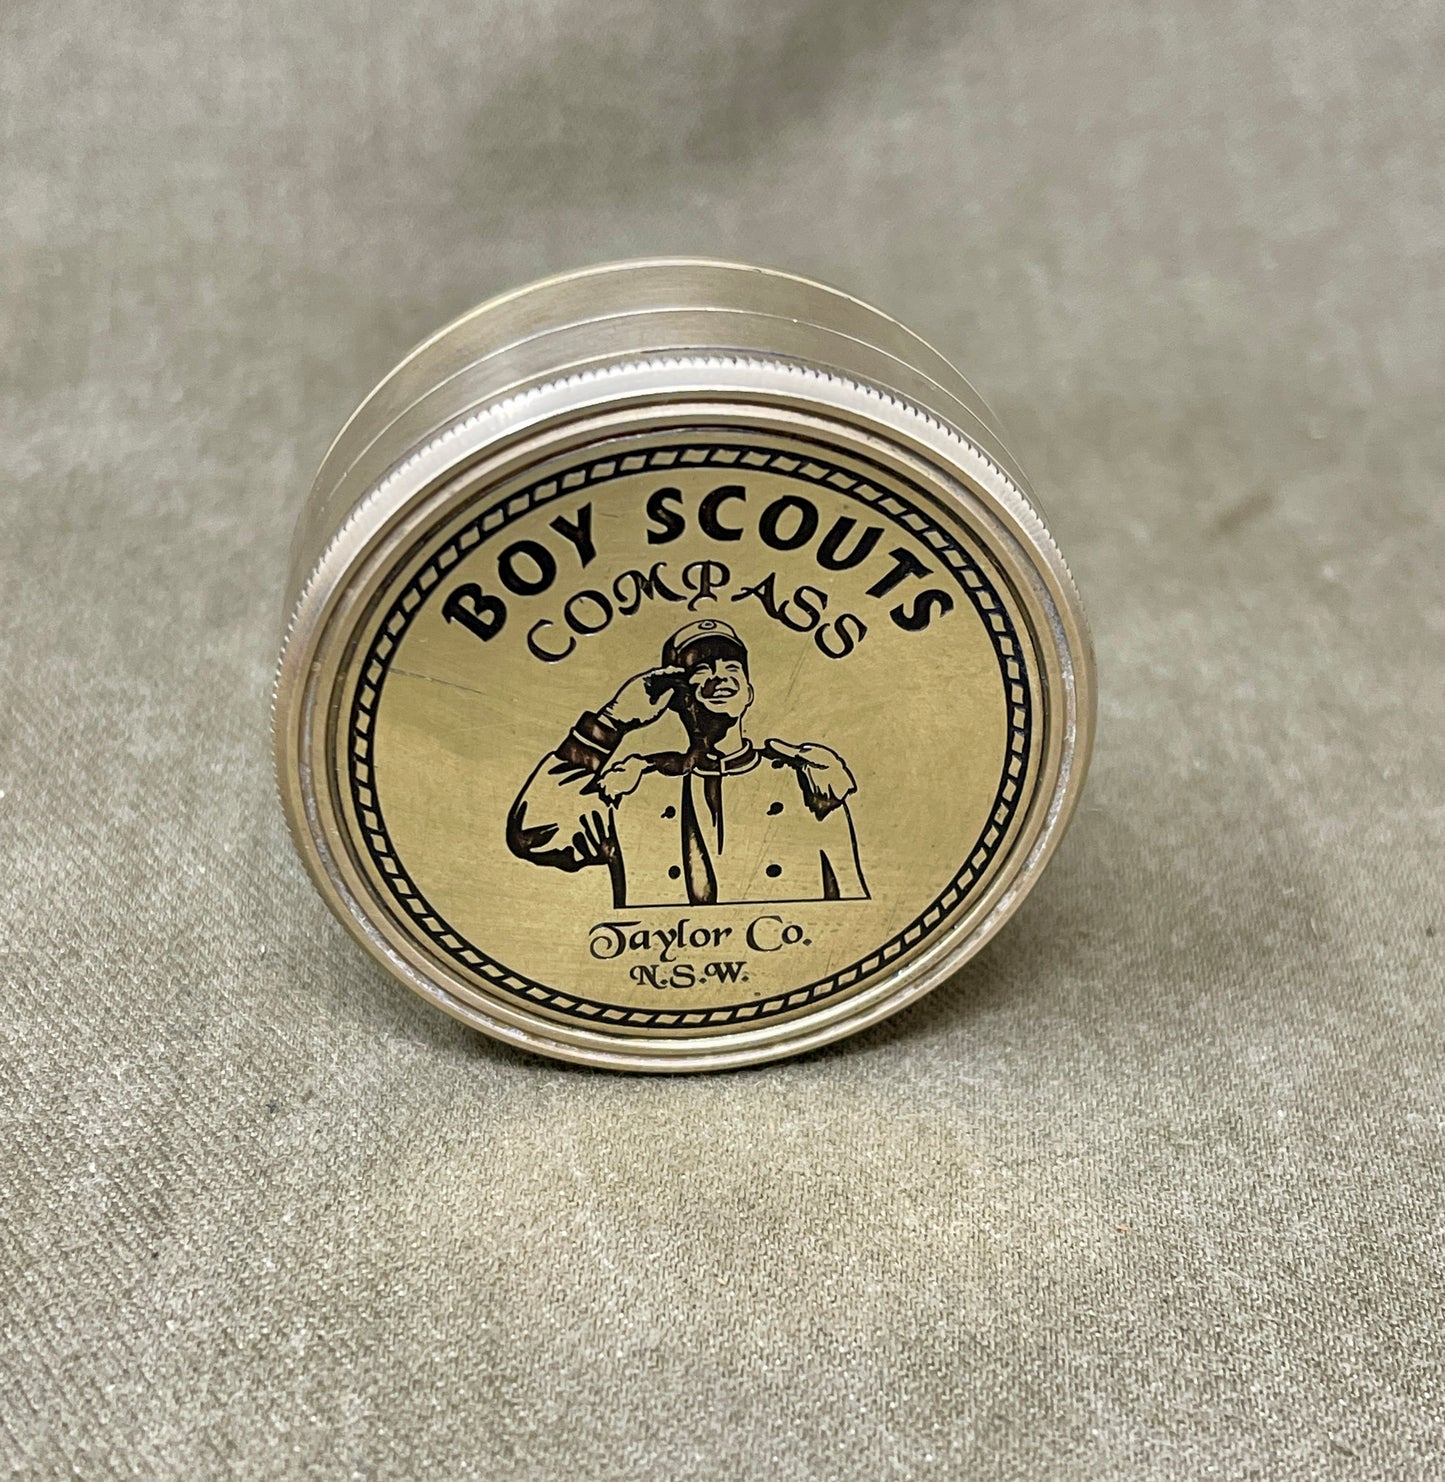 BOY SCOUTS
COMPASS
Taylor Co.
N.S.W.